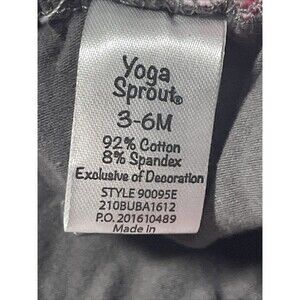 Yoga
Sprout®
3-6M
92% Cotton
8% Spandex
Exclusive of Decoration
STYLE 90095E
210BUBA1612
P.O. 201610489
Made in